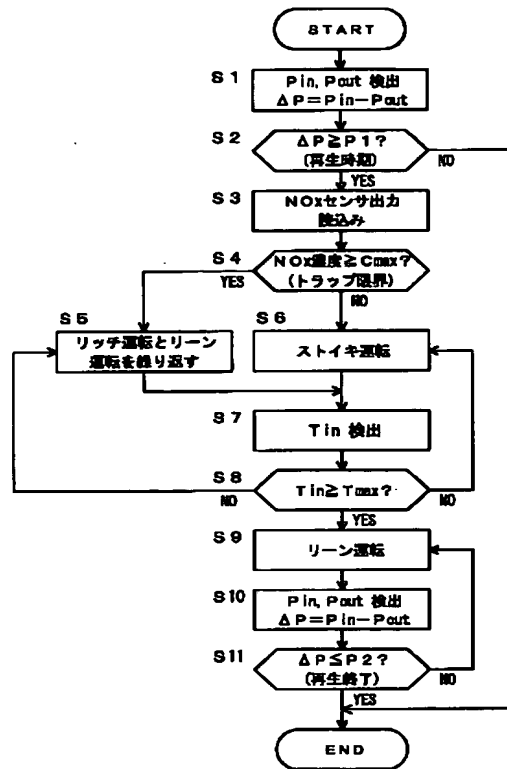 START
S1
Pin, Pout 検出
ΔP=Pin-Pout
S2
ΔP≧P1?
(再生時期)
NO
YES
S3
NOxセンサ出力
読込み
S4
NOx濃度≧Cmax?
(トラップ限界)
YES
NO
S5
リッチ運転とリーン
運転を繰り返す
S6
ストイキ運転
S7
Tin 検出
S8
Tin≧Tmax?
NO
NO
YES
S9
リーン運転
S10
Pin, Pout 検出
ΔP=Pin-Pout
S11
ΔP≦P2?
(再生終了)
NO
YES
END